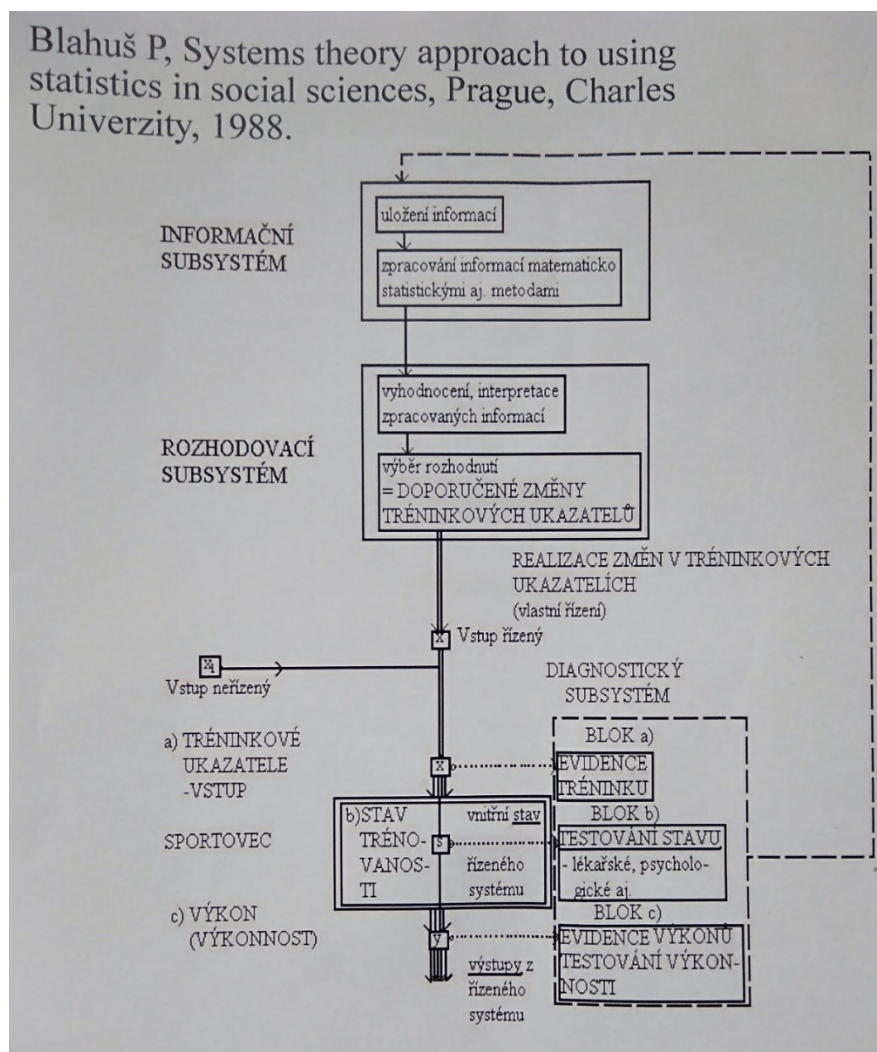 Blahuš P, Systems theory approach to using
statistics in social sciences, Prague, Charles
Univerzity, 1988.
INFORMAČNÍ
SUBSYSTÉM
uložení informací
zpracování informací matematicko
statistickými aj. metodami
ROZHODOVACÍ
SUBSYSTÉM
vyhodnocení, interpretace
zpracovaných informací
výběr rozhodnutí
= DOPORUČENÉ ZMĚNY
TRÉNINKOVÝCH UKAZATELŮ
REALIZACE ZMĚN V TRÉNINKOVÝCH
UKAZATELÍCH
(vlastní řízení)
x Vstup řízený
Vstup neřízený
DIAGNOSTICKÝ
SUBSYSTÉM
a) TRÉNINKOVÉ
UKAZATELE
-VSTUP
x
BLOK a)
EVIDENCE
TRÉNINKU
SPORTOVEC
b)STAV
TRÉNO-
VANOS-
TI
vnitřní stav
s
řízeného
systému
BLOK b)
TESTOVÁNÍ STAVU
- lékařské, psycholo-
gické aj.
c) VÝKON
(VÝKONNOST)
y
výstupy z
řízeného
systému
BLOK c)
EVIDENCE VÝKONŮ
TESTOVÁNÍ VÝKON-
NOSTI